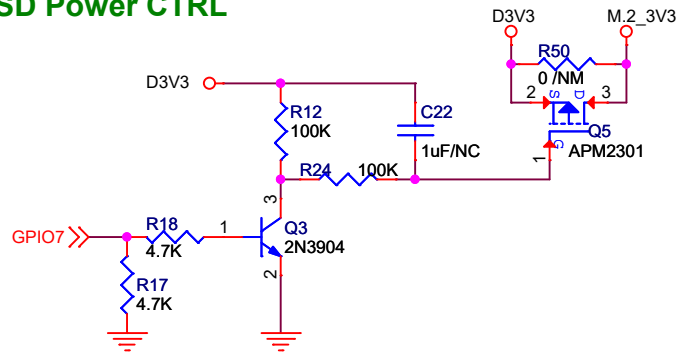 SD Power CTRL
D3V3
M.2_3V3
R50
0 /NM
2
S
D
3
Q5
G
1
APM2301
D3V3
R12
100K
C22
1uF/NC
R24
100K
3
GPIO7
R18
4.7K
1
Q3
2N3904
2
R17
4.7K